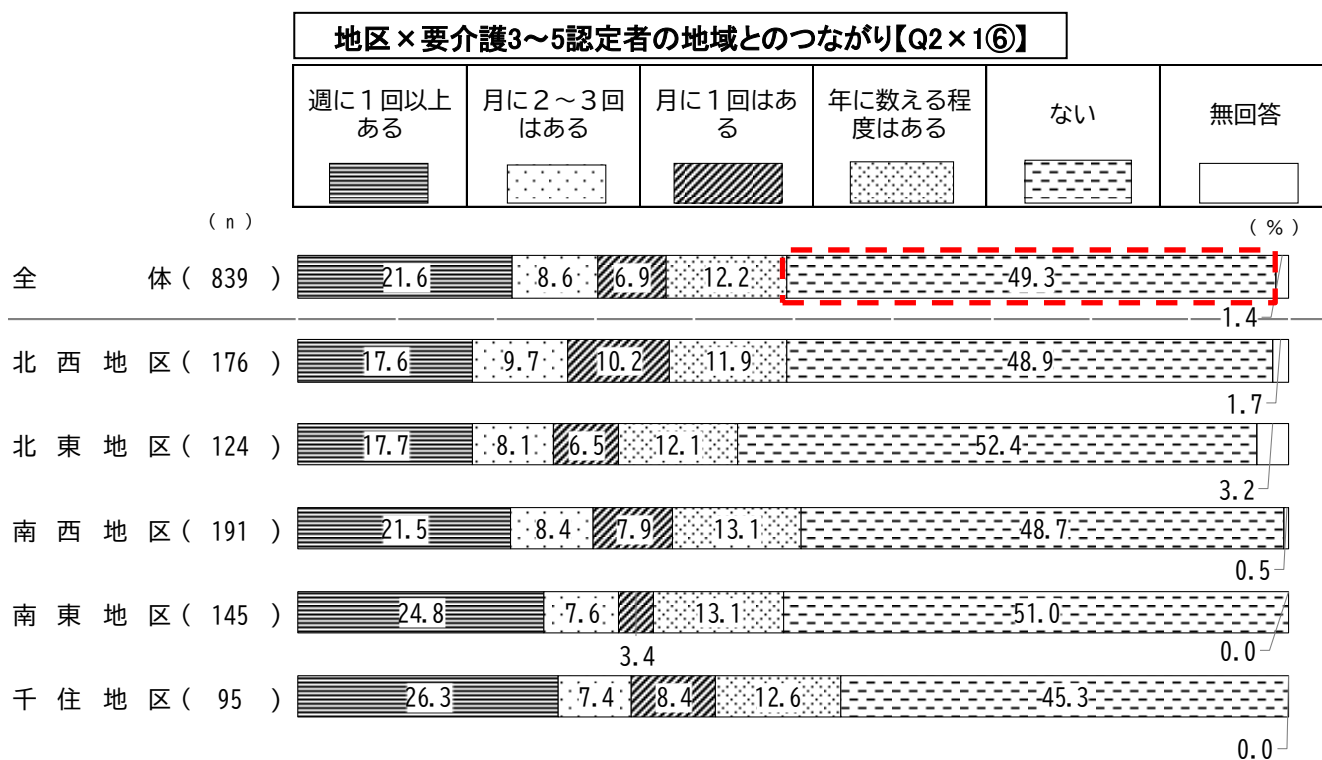 地区×要介護3～5認定者の地域とのつながり【Q2×1⑥】
週に１回以上ある
月に２～３回はある
月に１回はある
年に数える程度はある
ない
無回答
(n)
(%)
全体(839)
21.6 8.6 6.9 12.2 49.3
1.4
北西地区(176)
17.6 9.7 10.2 11.9 48.9
1.7
北東地区(124)
17.7 8.1 6.5 12.1 52.4
3.2
南西地区(191)
21.5 8.4 7.9 13.1 48.7
0.5
南東地区(145)
24.8 7.6 13.1 51.0
3.4 0.0
千住地区(95)
26.3 7.4 8.4 12.6 45.3
0.0